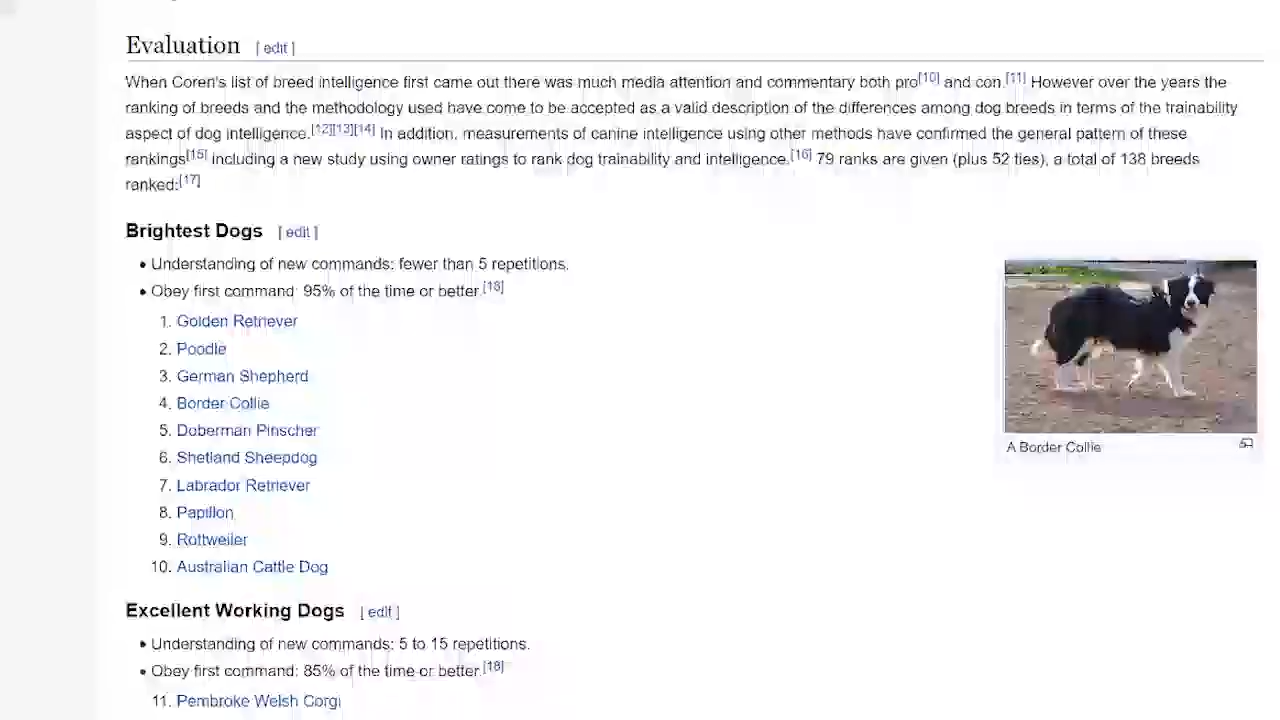 Evaluation [ edit ]
When Coren's list of breed intelligence first came out there was much media attention and commentary both pro[10] and con.[11] However over the years the
ranking of breeds and the methodology used have come to be accepted as a valid description of the differences among dog breeds in terms of the trainability
aspect of dog intelligence.[12][13][14] In addition, measurements of canine intelligence using other methods have confirmed the general pattern of these
rankings[15] including a new study using owner ratings to rank dog trainability and intelligence.[16] 79 ranks are given (plus 52 ties), a total of 138 breeds
ranked:[17]
Brightest Dogs [ edit ]
• Understanding of new commands: fewer than 5 repetitions.
• Obey first command: 95% of the time or better.[18]
1. Golden Retriever
2. Poodle
3. German Shepherd
4. Border Collie
5. Doberman Pinscher
6. Shetland Sheepdog
7. Labrador Retriever
8. Papillon
9. Rottweiler
10. Australian Cattle Dog
A Border Collie
Excellent Working Dogs [ edit ]
• Understanding of new commands: 5 to 15 repetitions.
• Obey first command: 85% of the time or better.[18]
11. Pembroke Welsh Corgi